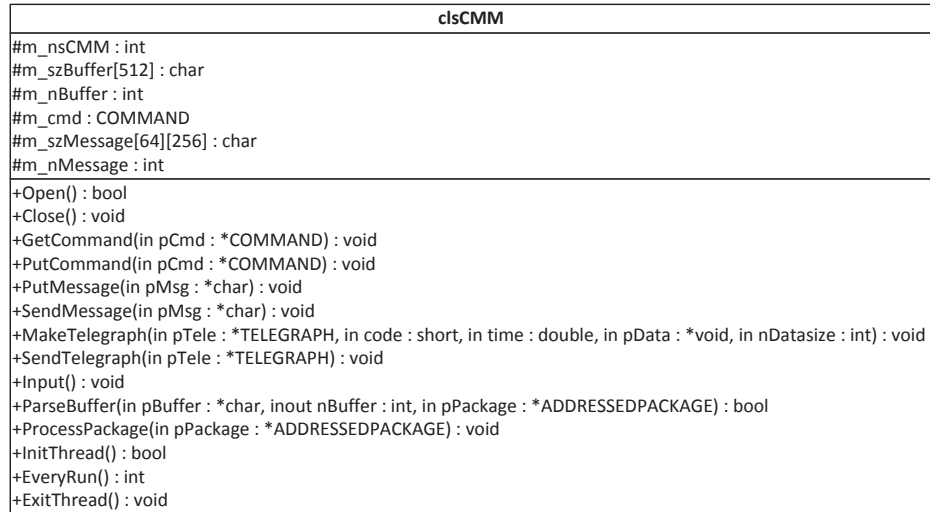 clsCMM
#m_nsCMM : int
#m_szBuffer[512] : char
#m_nBuffer : int
#m_cmd : COMMAND
#m_szMessage[64][256] : char
#m_nMessage : int
+Open() : bool
+Close() : void
+GetCommand(in pCmd : *COMMAND) : void
+PutCommand(in pCmd : *COMMAND) : void
+PutMessage(in pMsg : *char) : void
+SendMessage(in pMsg : *char) : void
+MakeTelegraph(in pTele : *TELEGRAPH, in code : short, in time : double, in pData : *void, in nDatasize : int) : void
+SendTelegraph(in pTele : *TELEGRAPH) : void
+Input() : void
+ParseBuffer(in pBuffer : *char, inout nBuffer : int, in pPackage : *ADDRESSEDPACKAGE) : bool
+ProcessPackage(in pPackage : *ADDRESSEDPACKAGE) : void
+InitThread() : bool
+EveryRun() : int
+ExitThread() : void